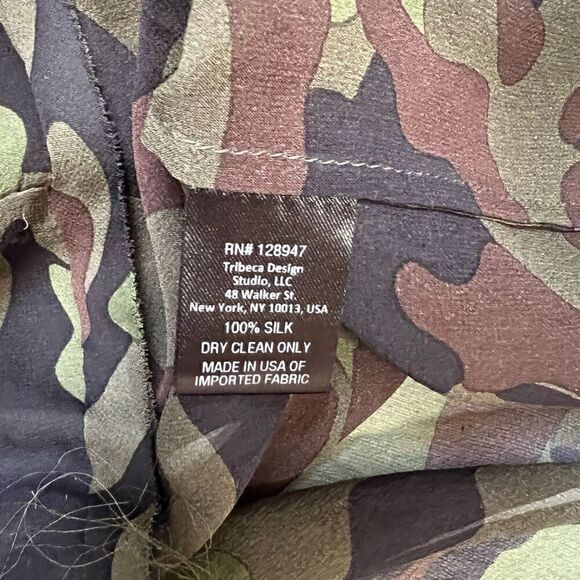 RN# 128947
Tribeca Design
Studio, LLC
48 Walker St.
New York, NY 10013, USA
100% SILK
DRY CLEAN ONLY
MADE IN USA OF
IMPORTED FABRIC